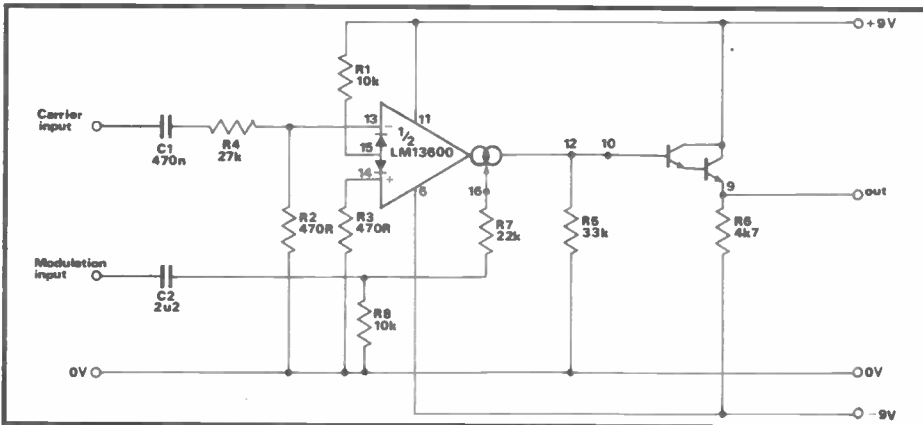 +9V
R1
10k
Carrier
input
13
11
1/2
LM13600
C1
470n
R4
27k
15
14
+
6
12
10
9
out
16
R2
470R
R3
470R
R7
22k
R5
33k
R6
4k7
Modulation
input
C2
2u2
R8
10k
0V
0V
-9V